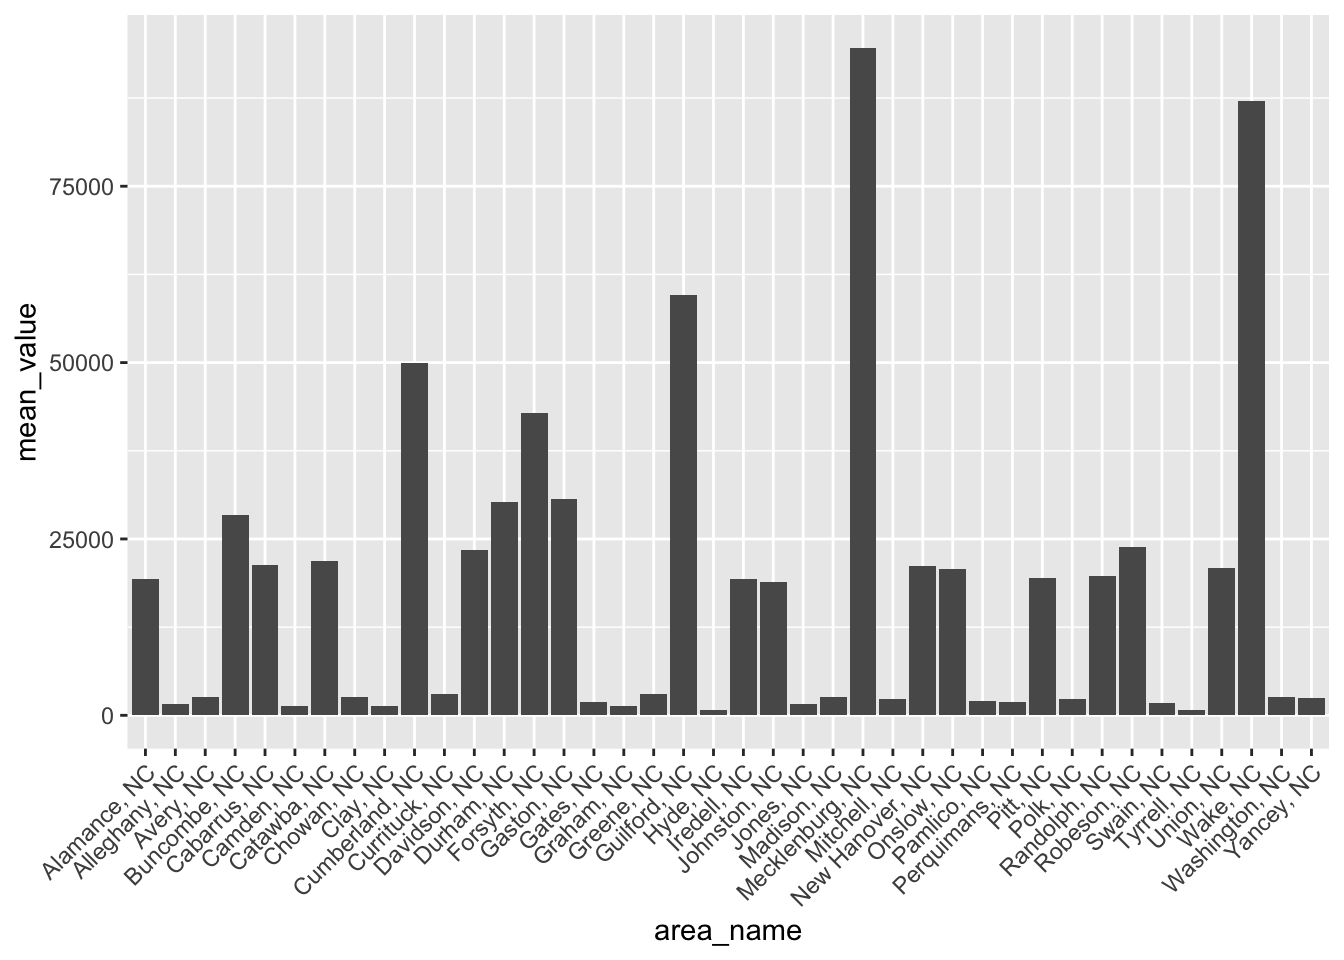 mean_value
75000
50000
25000
0
Alamance, NC
Alleghany, NC
Avery, NC
Buncombe, NC
Cabarrus, NC
Camden, NC
Catawba, NC
Chowan, NC
Clay, NC
Cumberland, NC
Currituck, NC
Davidson, NC
Durham, NC
Forsyth, NC
Gaston, NC
Gates, NC
Graham, NC
Greene, NC
Guilford, NC
Hyde, NC
Iredell, NC
Johnston, NC
Jones, NC
Madison, NC
Mecklenburg, NC
Mitchell, NC
New Hanover, NC
Onslow, NC
Pamlico, NC
Perquimans, NC
Pitt, NC
Polk, NC
Randolph, NC
Robeson, NC
Swain, NC
Tyrrell, NC
Union, NC
Wake, NC
Washington, NC
Yancey, NC
area_name